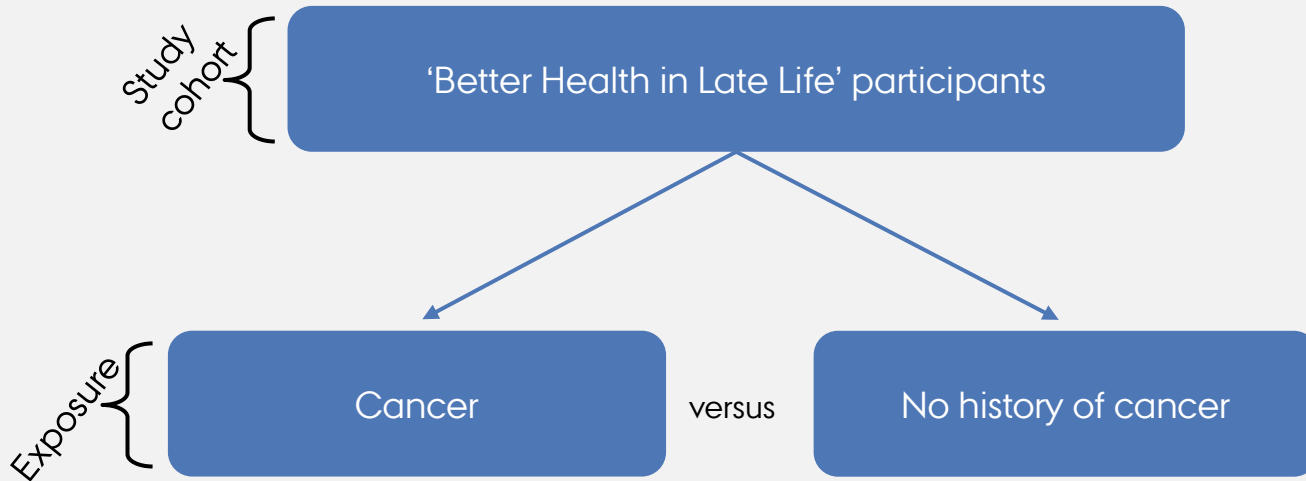 Study
cohort
‘Better Health in Late Life’ participants
Exposure
Cancer
versus
No history of cancer